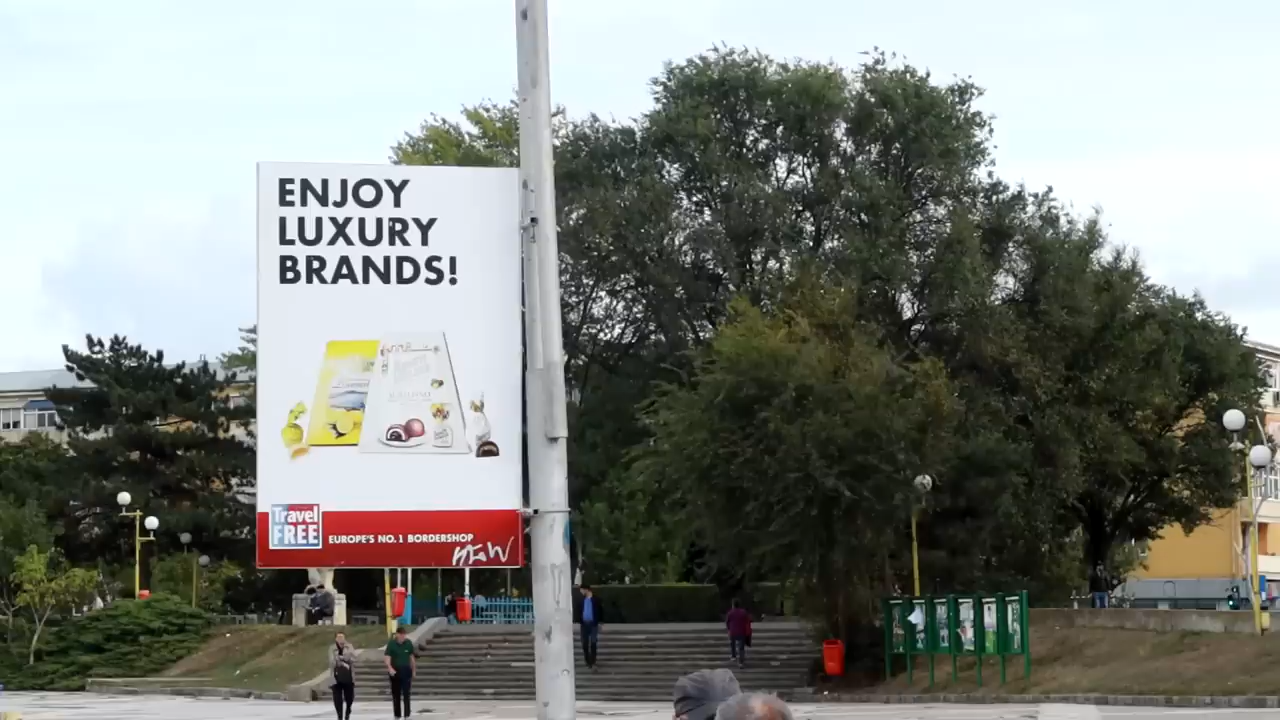 ENJOY
LUXURY
BRANDS!
Travel
FREE
EUROPE'S NO.1 BORDERSHOP